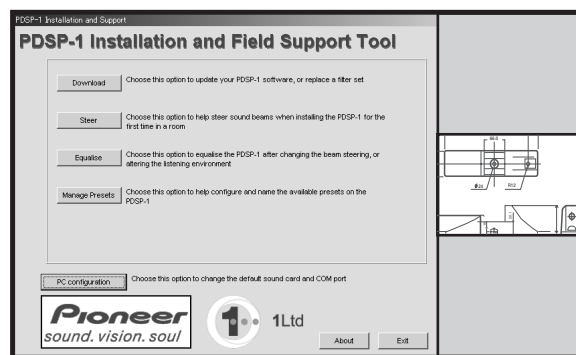 PDSP-1 Installation and Support
PDSP-1 Installation and Field Support Tool
Download
Choose this option to update your PDSP-1 software, or replace a filter set
Steer
Choose this option to help steer sound beams when installing the PDSP-1 for the
first time in a room
Equalise
Choose this option to equalise the PDSP-1 after changing the beam steering, or
altering the listening environment
Manage Presets
Choose this option to help configure and name the available presets on the
PDSP-1
PC configuration
Choose this option to change the default sound card and COM port
Pioneer
sound. vision. soul
1
1Ltd
About
Exit
R12